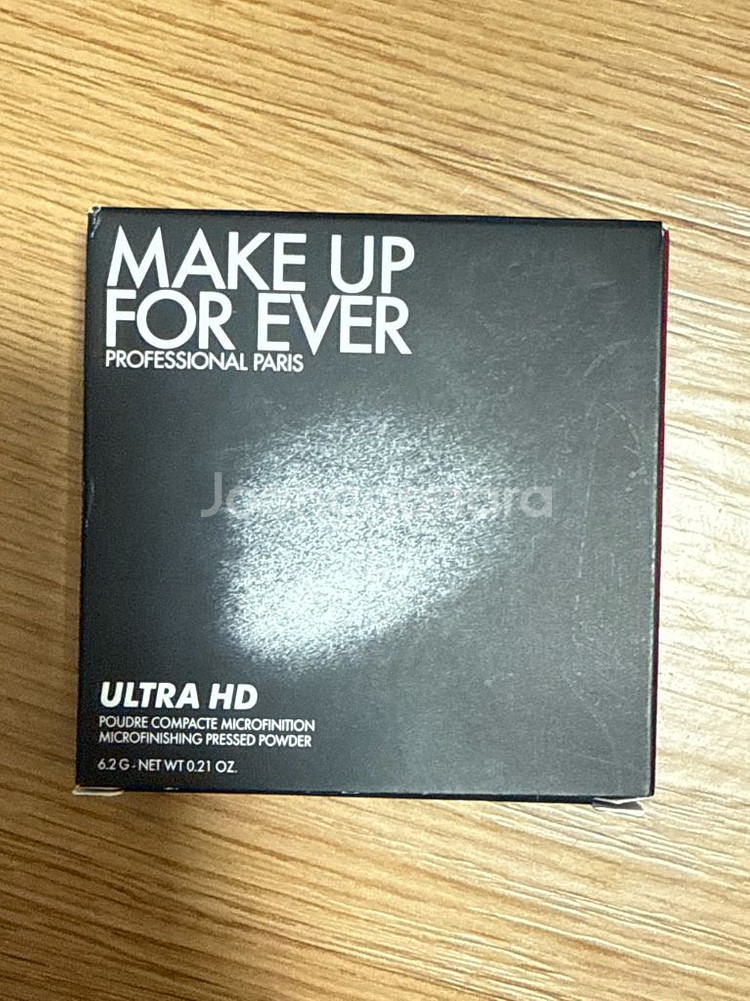 MAKE UP
FOR EVER
PROFESSIONAL PARIS
ULTRA HD
POUDRE COMPACTE MICROFINITION
MICROFINISHING PRESSED POWDER
6.2 G - NET WT 0.21 OZ.